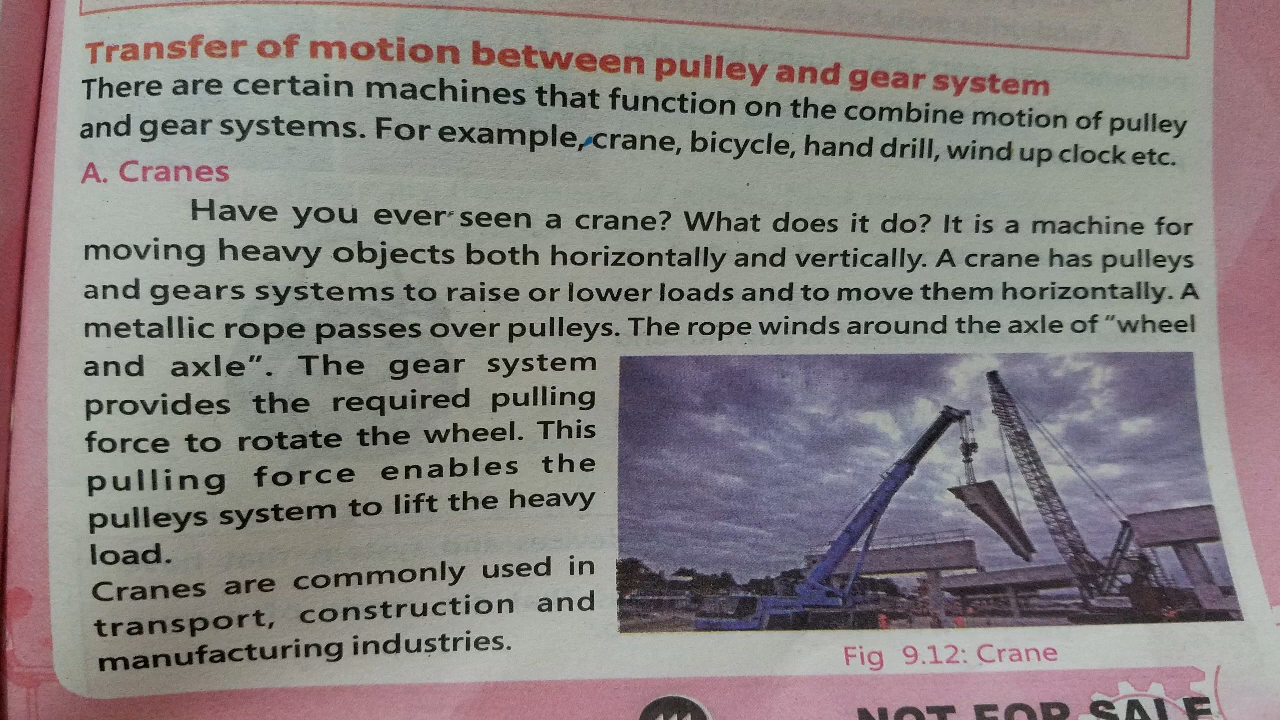 Transfer of motion between pulley and gear system
There are certain machines that function on the combine motion of pulley
and gear systems. For example, crane, bicycle, hand drill, wind up clock etc.
A. Cranes
Have you ever seen a crane? What does it do? It is a machine for
moving heavy objects both horizontally and vertically. A crane has pulleys
and gears systems to raise or lower loads and to move them horizontally. A
metallic rope passes over pulleys. The rope winds around the axle of "wheel
and axle". The gear system
provides the required pulling
force to rotate the wheel. This
pulling force enables the
pulleys system to lift the heavy
load.
Cranes are commonly used in
transport, construction and
manufacturing industries.
Fig 9.12: Crane
NOT FOR SALE